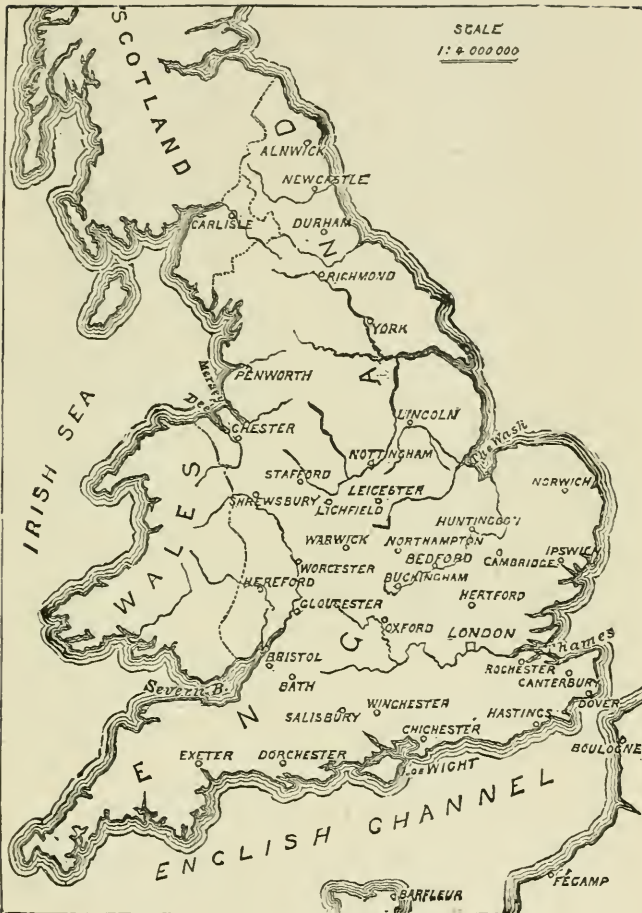 SCALE
1:4 000 000
SCOTLAND
ALNWICK
NEWCASTLE
CARLISLE
DURHAM
RICHMOND
YORK
PENWORTH
Mersey
Dee
CHESTER
LINCOLN
The Wash
NOTTINGHAM
IRISH SEA
STAFFORD
NORWICH
SHREWSBURY
LICHFIELD
LEICESTER
WALES
HUNTINGDON
WARWICK
NORTHAMPTON
CAMBRIDGE
IPSWICH
WORCESTER
BEDFORD
BUCKINGHAM
HEREFORD
HERTFORD
GLOUCESTER
OXFORD
LONDON
Thames
BRISTOL
ROCHESTER
BATH
CANTERBURY
Severn B.
DOVER
SALISBURY
WINCHESTER
HASTINGS
CHICHESTER
BOULOGNE
EXETER
DORCHESTER
I. OF WIGHT
ENGLAND
ENGLISH CHANNEL
FÉCAMP
BARFLEUR